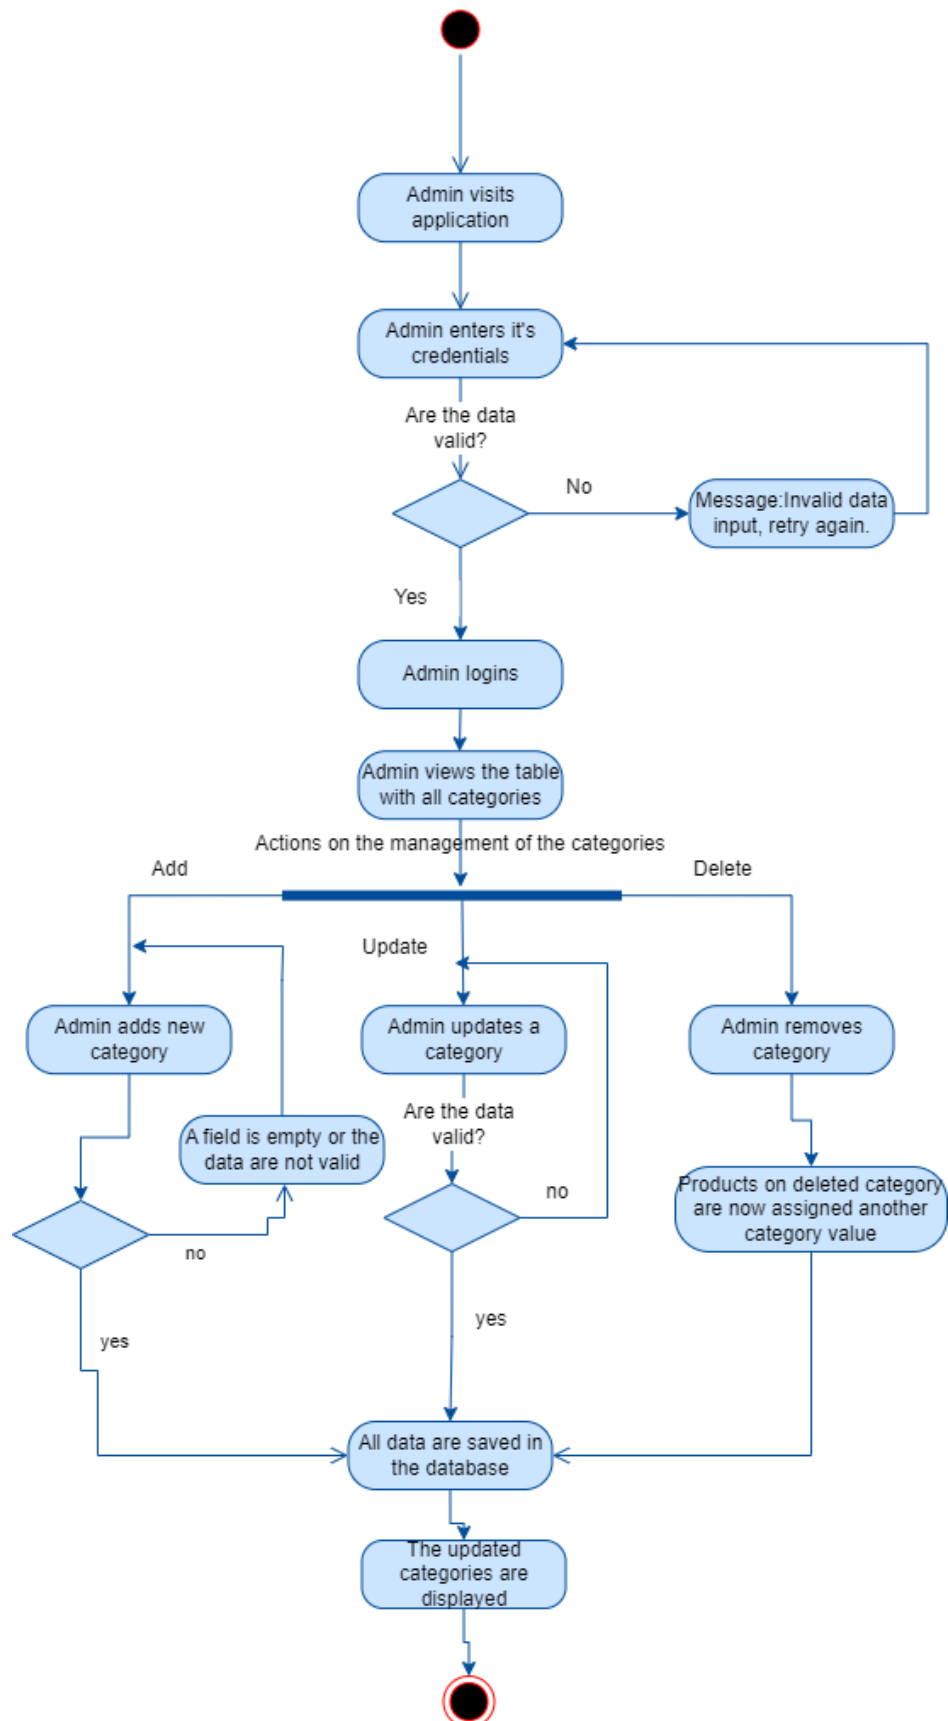 Admin visits
application
Admin enters it's
credentials
Are the data
valid?
No
Message:Invalid data
input, retry again.
Yes
Admin logins
Admin views the table
with all categories
Actions on the management of the categories
Add
Delete
Update
Admin adds new
category
Admin updates a
category
Admin removes
category
Are the data
valid?
A field is empty or the
data are not valid
Products on deleted category
are now assigned another
category value
no
no
yes
yes
All data are saved in
the database
The updated
categories are
displayed